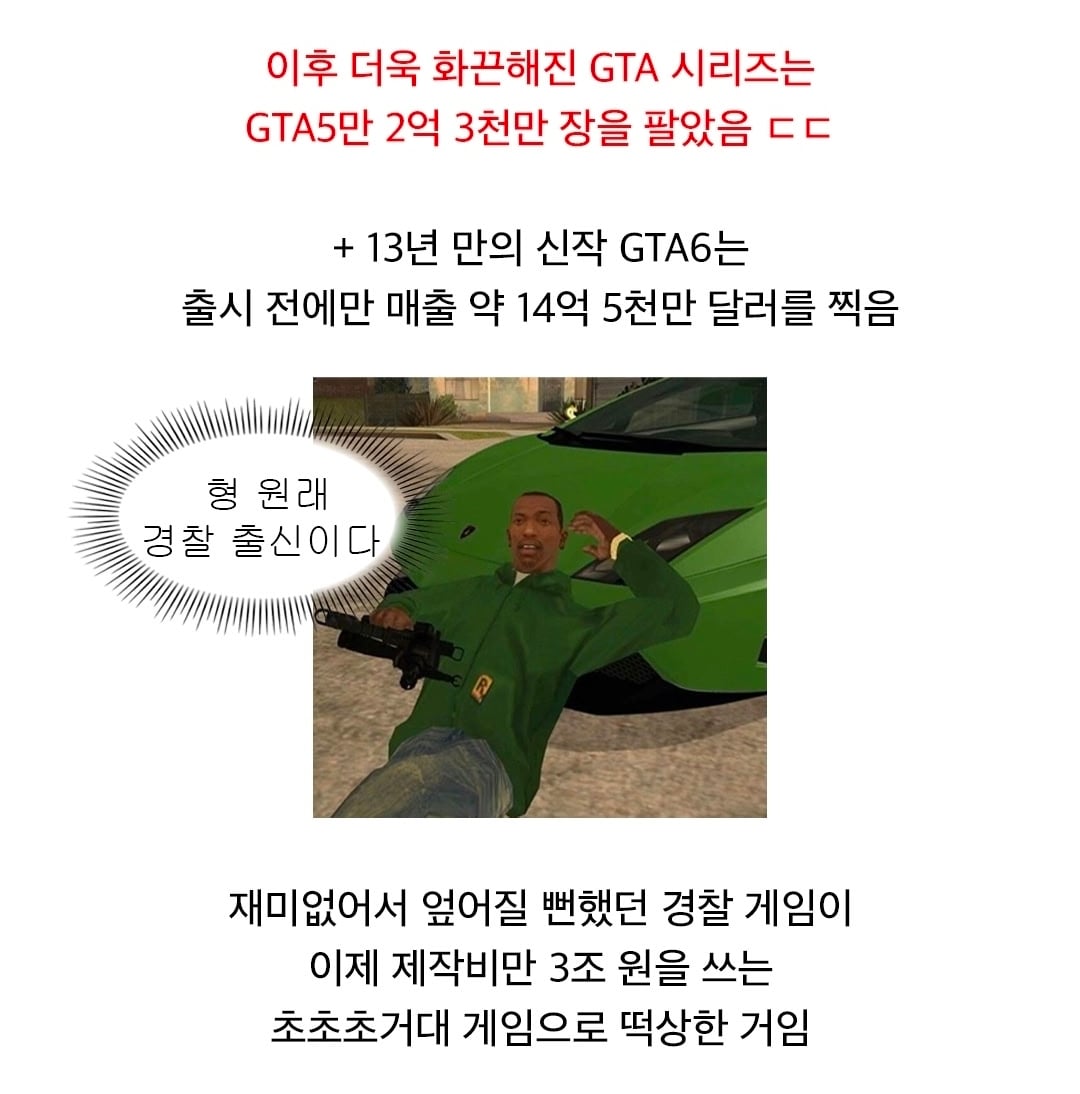 이후 더욱 화끈해진 GTA 시리즈는
GTA5만 2억 3천만 장을 팔았음 ㄷㄷ
+ 13년 만의 신작 GTA6는
출시 전에만 매출 약 14억 5천만 달러를 찍음
형 원래
경찰 출신이다
R
재미없어서 엎어질 뻔했던 경찰 게임이
이제 제작비만 3조 원을 쓰는
초초초거대 게임으로 떡상한 거임